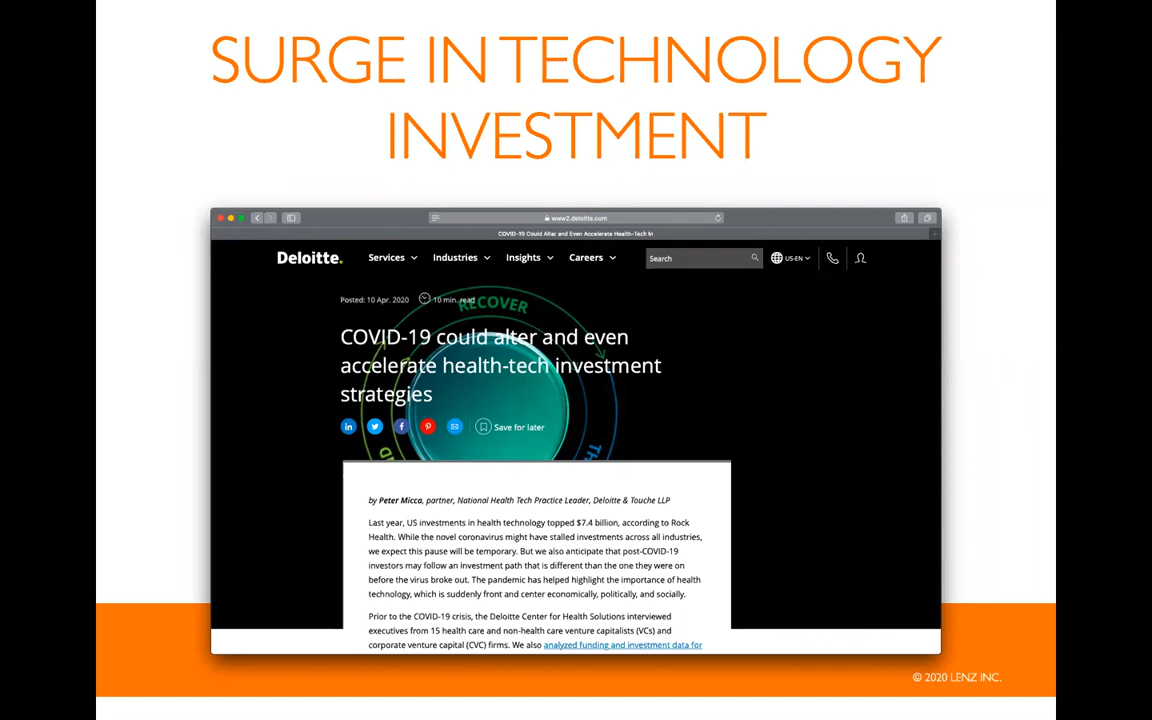 SURGE IN TECHNOLOGY
INVESTMENT
www2.deloitte.com
COVID-19 Could Alter and Even Accelerate Health-Tech In
Deloitte.
Services
Industries
Insights
Careers
Search
US-EN
Posted: 10 Apr. 2020
10 min. read
RECOVER
COVID-19 could alter and even
accelerate health-tech investment
strategies
Save for later
by Peter Micca, partner, National Health Tech Practice Leader, Deloitte & Touche LLP
Last year, US investments in health technology topped $7.4 billion, according to Rock
Health. While the novel coronavirus might have stalled investments across all industries,
we expect this pause will be temporary. But we also anticipate that post-COVID-19
investors may follow an investment path that is different than the one they were on
before the virus broke out. The pandemic has helped highlight the importance of health
technology, which is suddenly front and center economically, politically, and socially.
Prior to the COVID-19 crisis, the Deloitte Center for Health Solutions interviewed
executives from 15 health care and non-health care venture capitalists (VCs) and
corporate venture capital (CVC) firms. We also analyzed funding and investment data for
© 2020 LENZ INC.